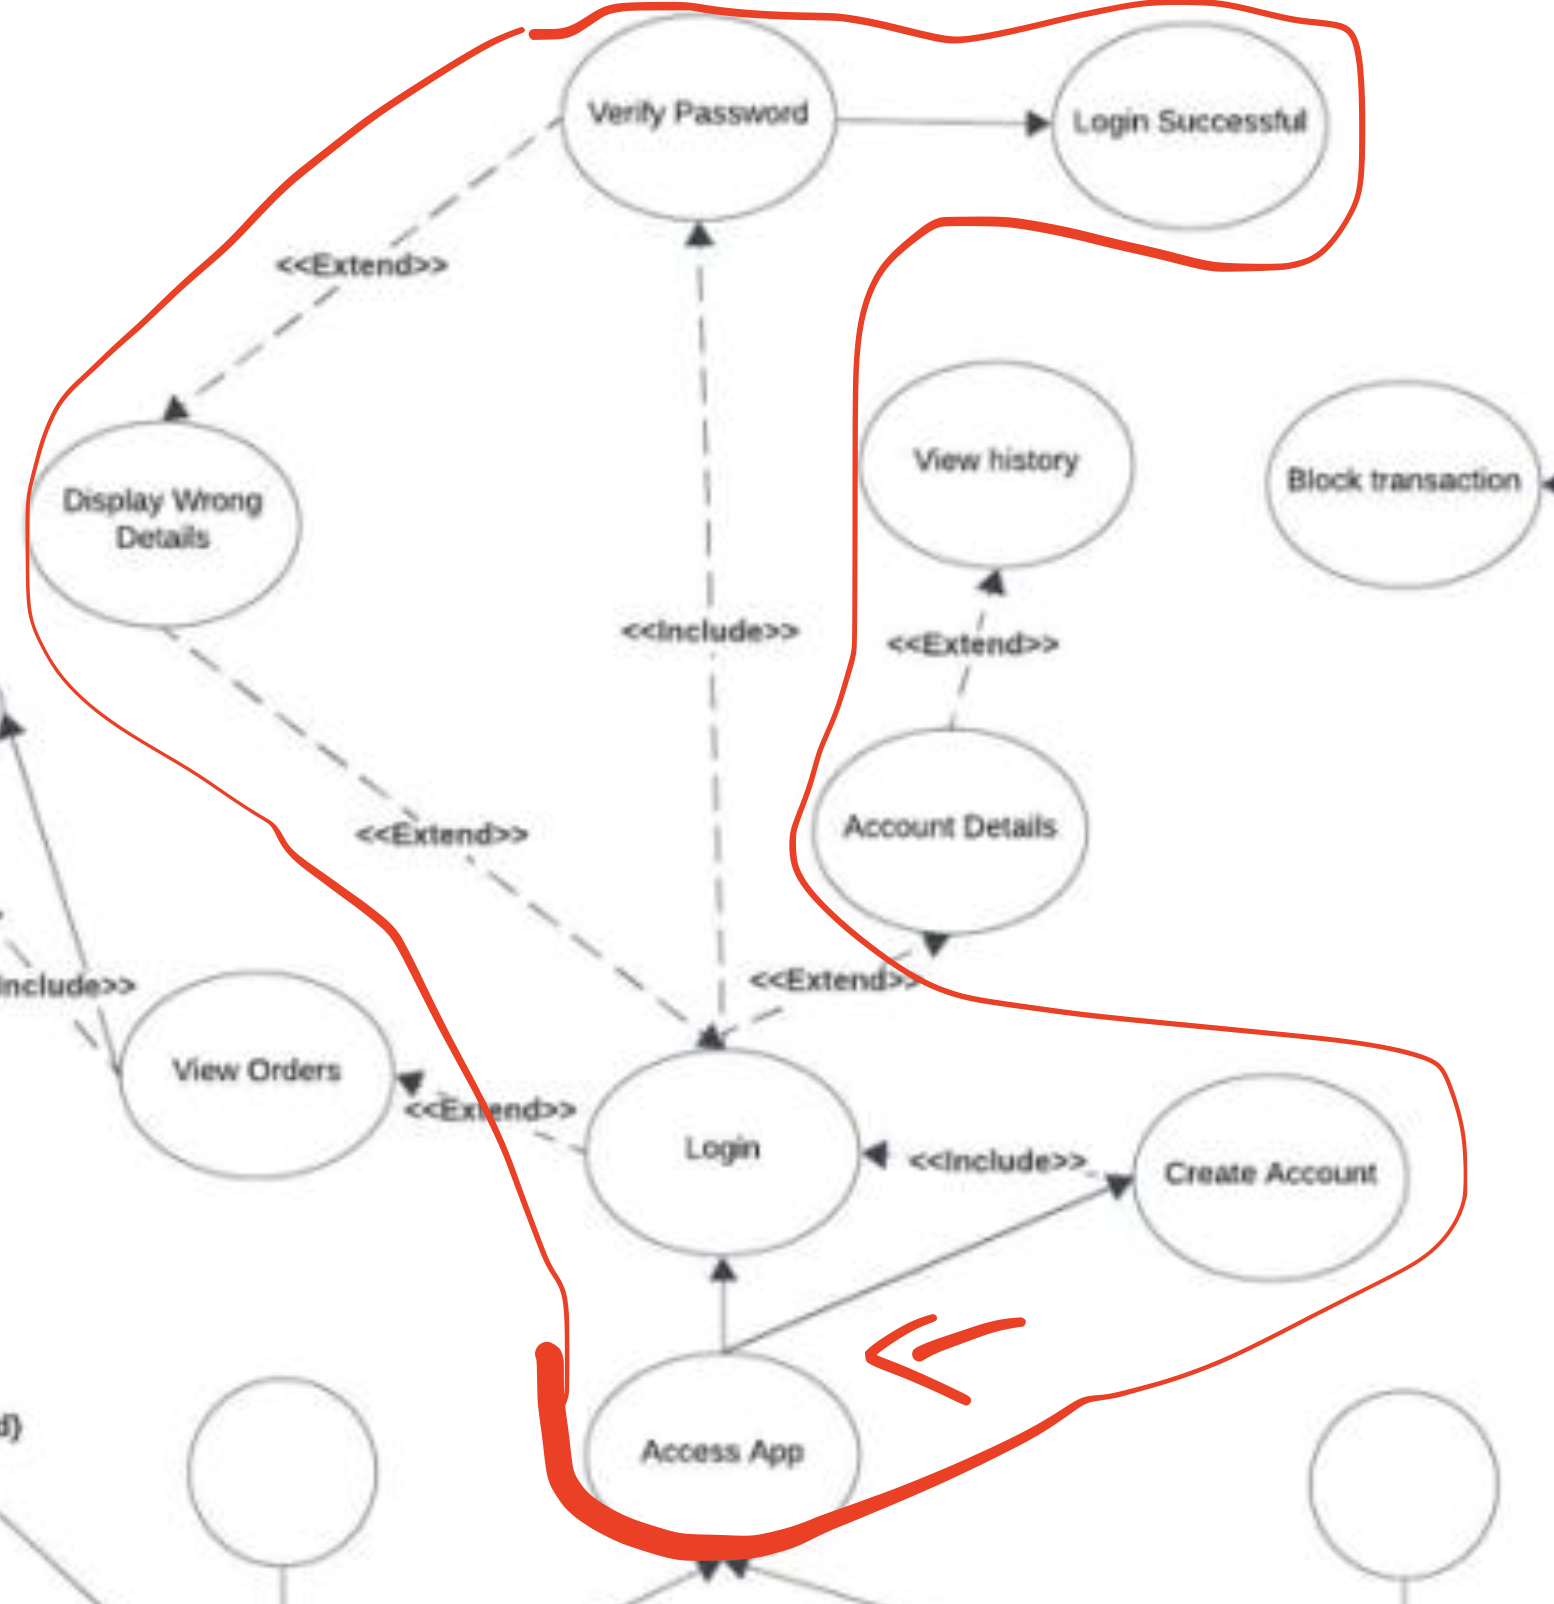 Verify Password
Login Successful
<<Extend>>
View history
Block transaction
Display Wrong
Details
<<Include>>
<<Extend>>
Account Details
<<Extend>>
<<Extend>>
nclude>>
View Orders
<<Extend>>
Login
<<Include>>
Create Account
d}
Access App